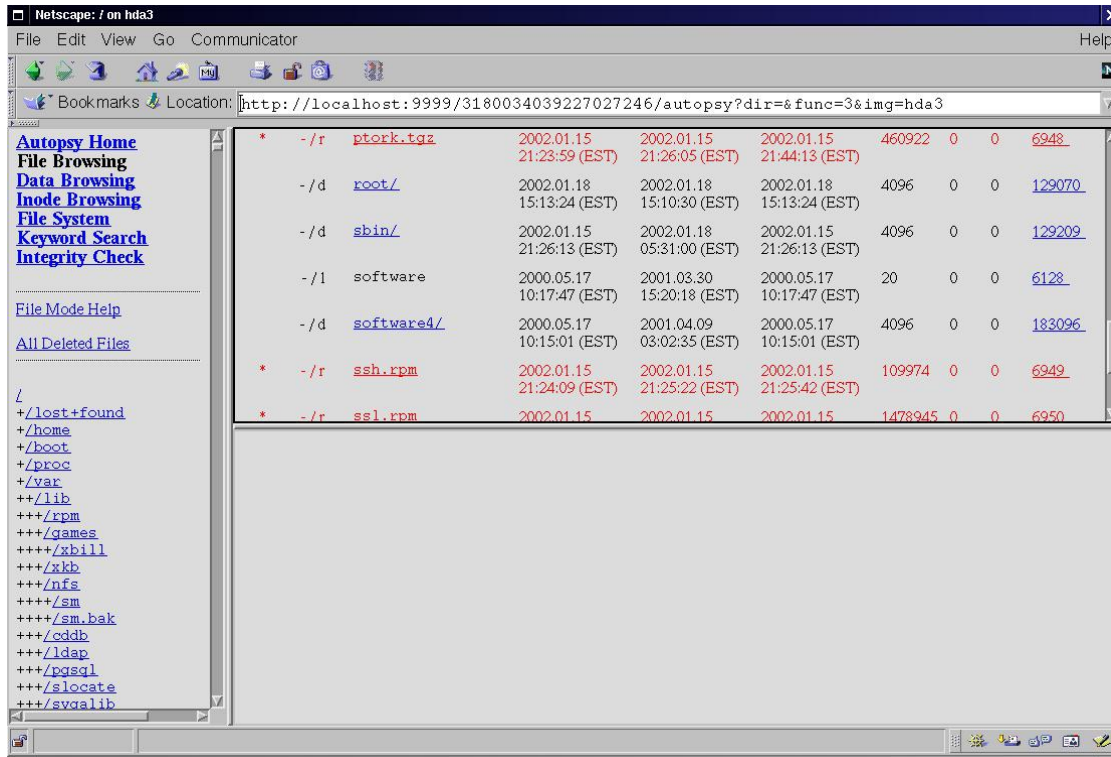 Netscape: / on hda3
File Edit View Go Communicator Help
My
Bookmarks Location: http://localhost:9999/3180034039227027246/autopsy?dir=&func=3&img=hda3
Autopsy Home
File Browsing
Data Browsing
Inode Browsing
File System
Keyword Search
Integrity Check
File Mode Help
All Deleted Files
/
+/lost+found
+/home
+/boot
+/proc
+/var
++/lib
+++/rpm
+++/games
++++/xbill
+++/xkb
+++/nfs
++++/sm
++++/sm.bak
+++/cddb
+++/ldap
+++/pgsql
+++/slocate
+++/svgalib
* -/r ptork.tgz 2002.01.15 2002.01.15 2002.01.15 460922 0 0 6948
21:23:59 (EST) 21:26:05 (EST) 21:44:13 (EST)
-/d root/ 2002.01.18 2002.01.18 2002.01.18 4096 0 0 129070
15:13:24 (EST) 15:10:30 (EST) 15:13:24 (EST)
-/d sbin/ 2002.01.15 2002.01.18 2002.01.15 4096 0 0 129209
21:26:13 (EST) 05:31:00 (EST) 21:26:13 (EST)
-/l software 2000.05.17 2001.03.30 2000.05.17 20 0 0 6128
10:17:47 (EST) 15:20:18 (EST) 10:17:47 (EST)
-/d software4/ 2000.05.17 2001.04.09 2000.05.17 4096 0 0 183096
10:15:01 (EST) 03:02:35 (EST) 10:15:01 (EST)
* -/r ssh.rpm 2002.01.15 2002.01.15 2002.01.15 109974 0 0 6949
21:24:09 (EST) 21:25:22 (EST) 21:25:42 (EST)
* -/r ssl.rpm 2002.01.15 2002.01.15 2002.01.15 1478945 0 0 6950